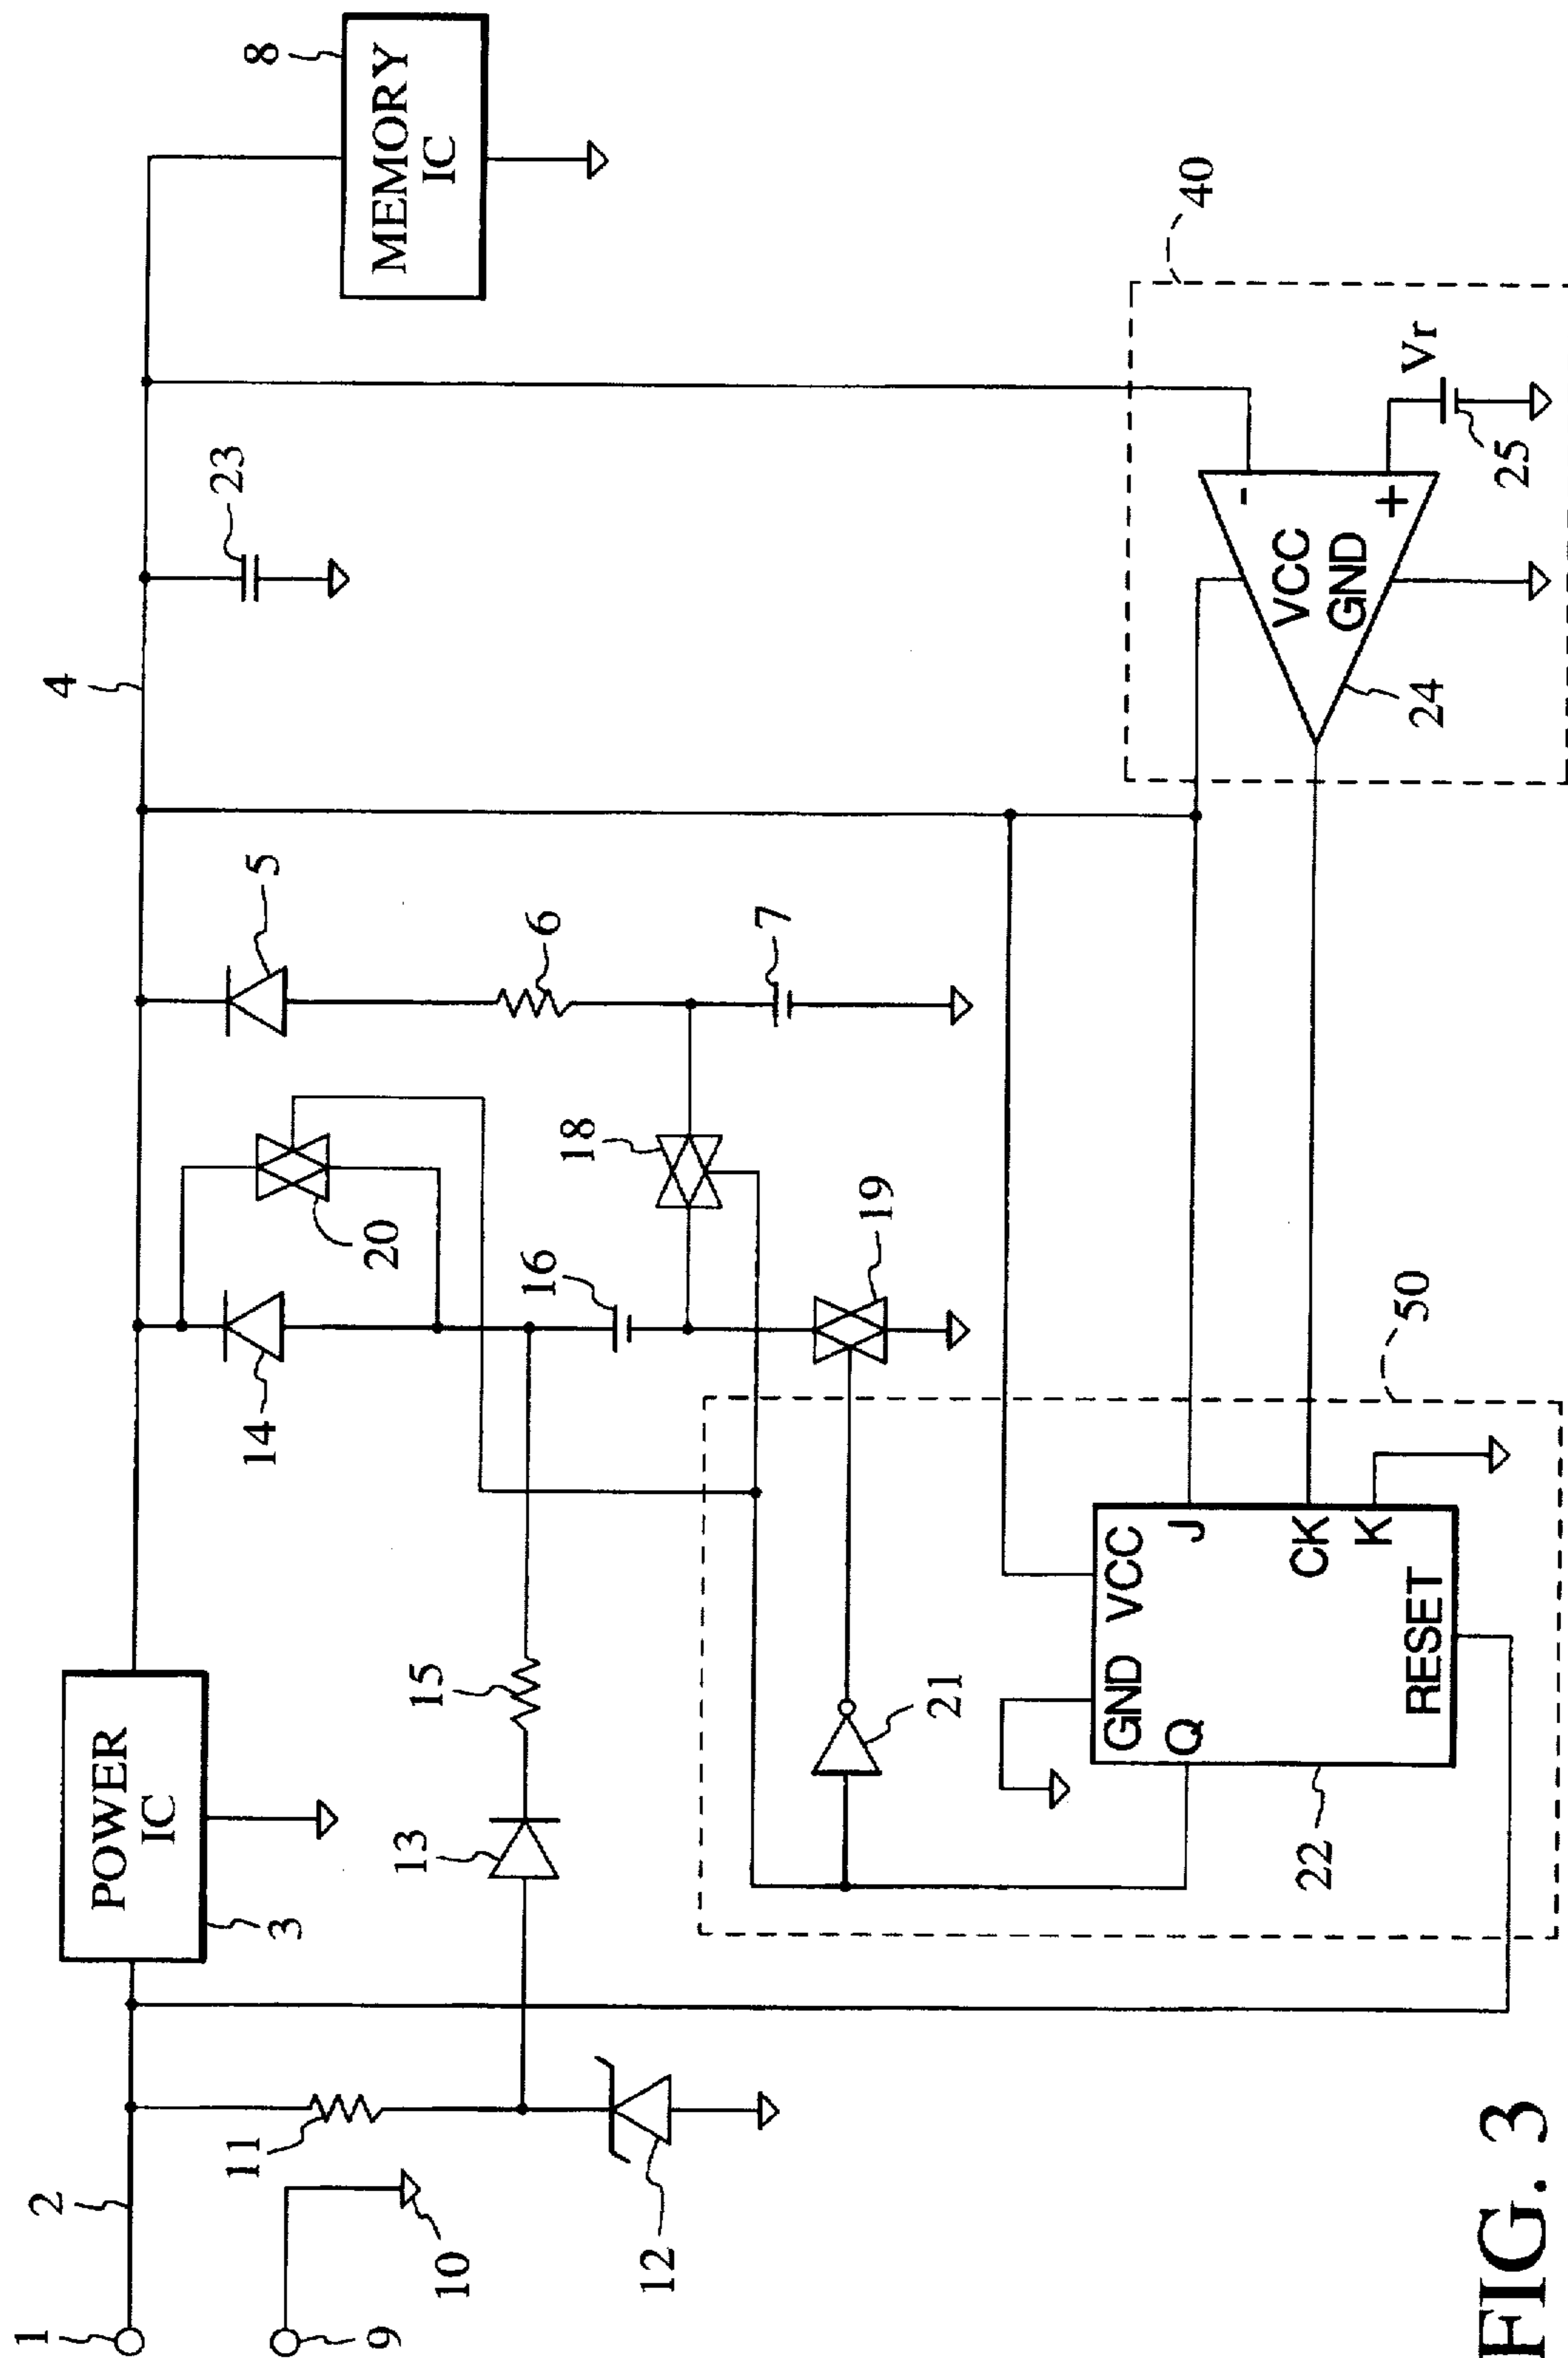 8
MEMORY
IC
4
23
40
Vr
25
-
+
VCC
GND
24
5
6
7
18
20
16
19
14
50
POWER
IC
3
15
13
21
GND VCC
J
Q
CK
K
RESET
22
2
1
11
12
10
9
FIG. 3